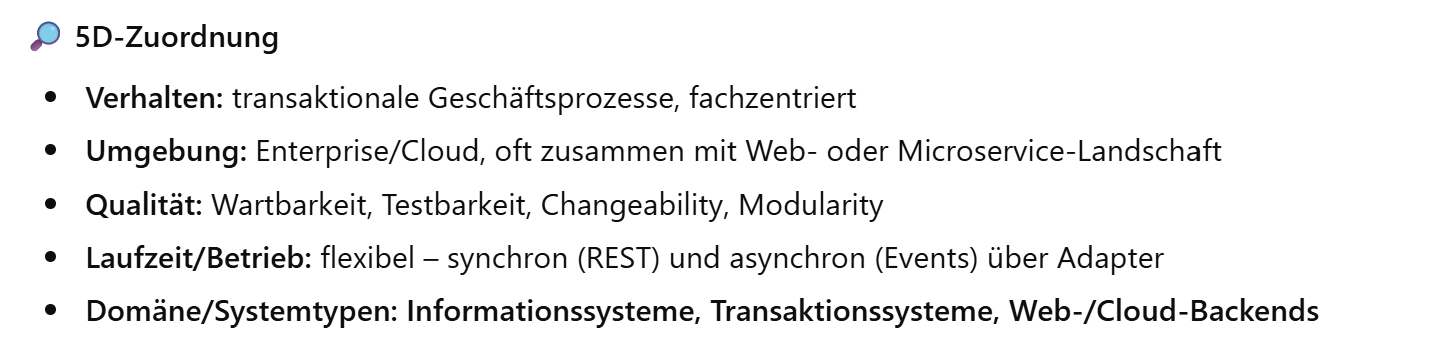 🔎 5D-Zuordnung
• Verhalten: transaktionale Geschäftsprozesse, fachzentriert
• Umgebung: Enterprise/Cloud, oft zusammen mit Web- oder Microservice-Landschaft
• Qualität: Wartbarkeit, Testbarkeit, Changeability, Modularity
• Laufzeit/Betrieb: flexibel – synchron (REST) und asynchron (Events) über Adapter
• Domäne/Systemtypen: Informationssysteme, Transaktionssysteme, Web-/Cloud-Backends